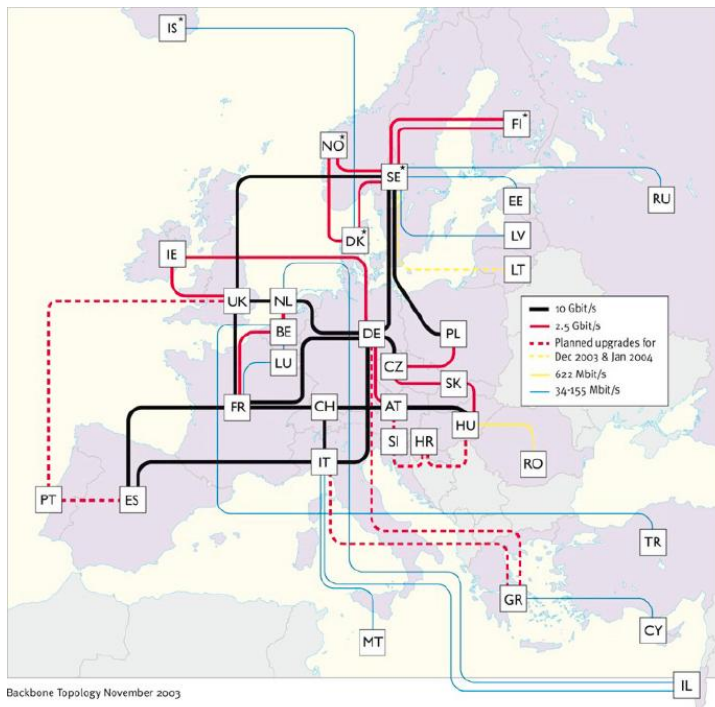 IS*
FI*
NO*
SE*
RU
EE
DK*
LV
IE
LT
UK
NL
BE
DE
PL
LU
CZ
SK
FR
CH
AT
HU
SI
HR
IT
RO
PT
ES
TR
GR
MT
CY
IL
10 Gbit/s
2.5 Gbit/s
Planned upgrades for
Dec 2003 & Jan 2004
622 Mbit/s
34-155 Mbit/s
Backbone Topology November 2003